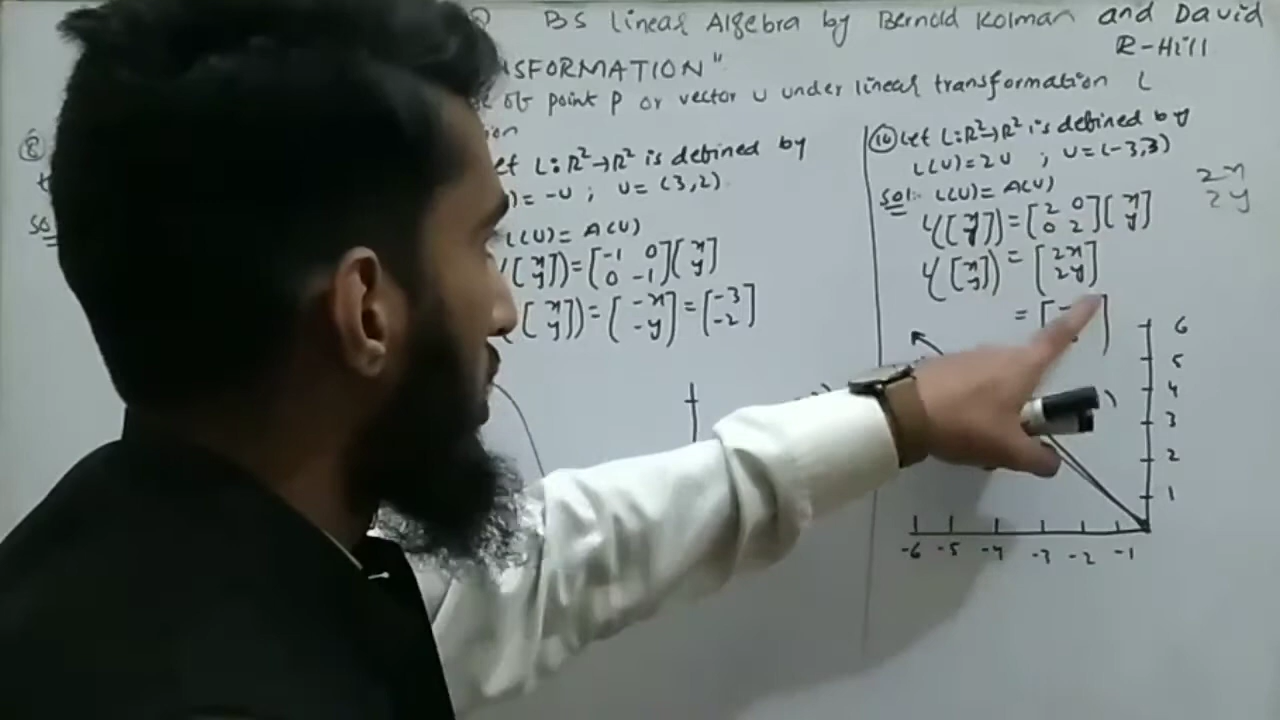 BS Linear Algebra by Bernold Kolman and David
R-Hill
SFORMATION"
of point P or vector u under linear transformation L
ion
et L:R²→R² is defined by
) = -u ; u = (3,2)
L(u) = A(u)
([x y]) = [-1 0 0 -1][x y]
([x y]) = [-x -y] = [-3 -2]
(16) Let L:R²→R² is defined by
L(u) = 2u ; u = (-3,3)
Sol:- L(u) = A(u)
L([x y]) = [2 0 0 2][x y]
L([x y]) = [2x 2y]
= [-
2x
2y
So
6
5
4
3
2
1
-6 -5 -4 -3 -2 -1